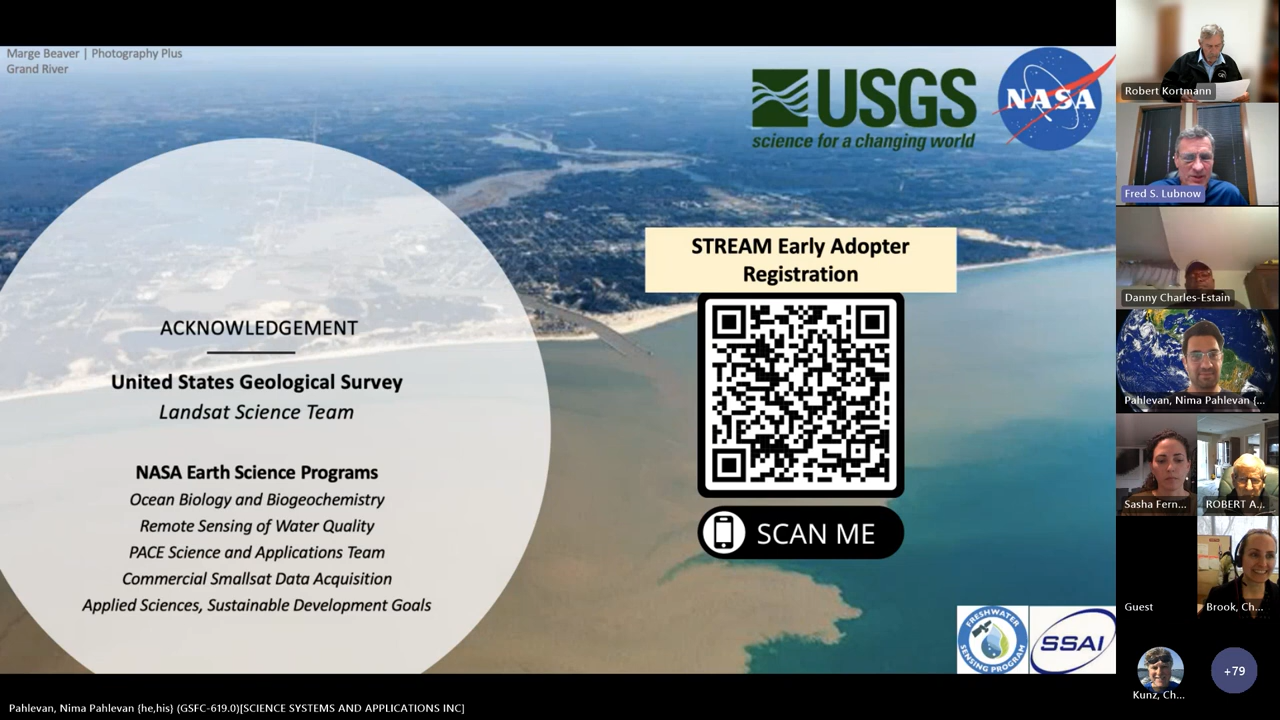 Marge Beaver | Photography Plus
Grand River
USGS
science for a changing world
NASA
STREAM Early Adopter
Registration
ACKNOWLEDGEMENT
United States Geological Survey
Landsat Science Team
NASA Earth Science Programs
Ocean Biology and Biogeochemistry
Remote Sensing of Water Quality
PACE Science and Applications Team
Commercial Smallsat Data Acquisition
Applied Sciences, Sustainable Development Goals
SCAN ME
FRESHWATER
SENSING PROGRAM
SSAI
Robert Kortmann
Fred S. Lubnow
Danny Charles-Estain
Pahlevan, Nima Pahlevan (...
Sasha Fern...
ROBERT A...
Guest
Brook, Ch...
Kunz, Ch...
+79
Pahlevan, Nima Pahlevan (he,his) (GSFC-619.0)[SCIENCE SYSTEMS AND APPLICATIONS INC]